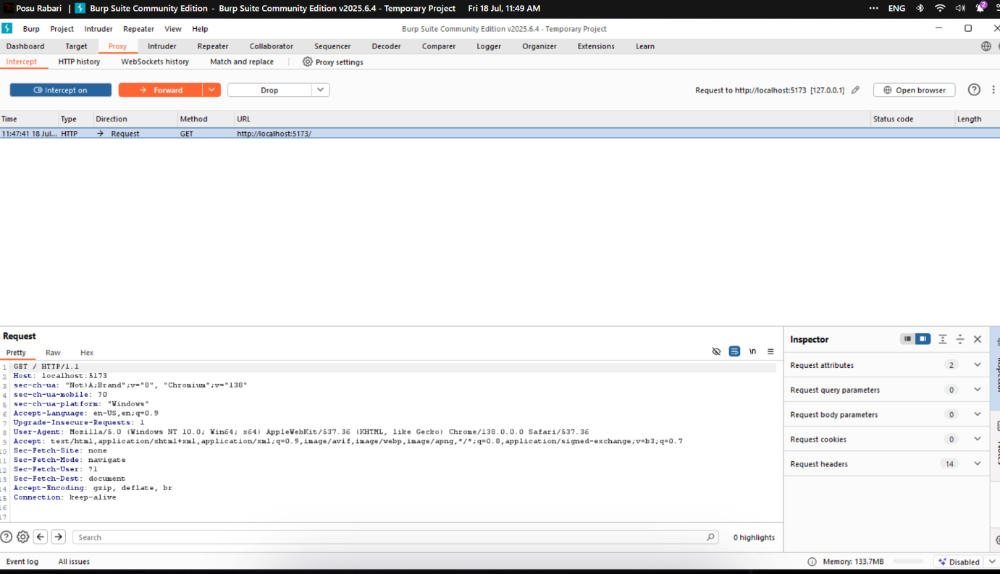 Posu Rabari | Burp Suite Community Edition - Burp Suite Community Edition v2025.6.4 - Temporary Project Fri 18 Jul, 11:49 AM ENG 2
Burp Project Intruder Repeater View Help Burp Suite Community Edition v2025.6.4 - Temporary Project
Dashboard Target Proxy Intruder Repeater Collaborator Sequencer Decoder Comparer Logger Organizer Extensions Learn
Intercept HTTP history WebSockets history Match and replace Proxy settings
Intercept on Forward Drop Request to http://localhost:5173 [127.0.0.1] Open browser
Time Type Direction Method URL Status code Length
11:47:41 18 Jul... HTTP → Request GET http://localhost:5173/
Request
Pretty Raw Hex \n
1 GET / HTTP/1.1
2 Host: localhost:5173
3 sec-ch-ua: "Not)A;Brand";v="8", "Chromium";v="138"
4 sec-ch-ua-mobile: ?0
5 sec-ch-ua-platform: "Windows"
6 Accept-Language: en-US,en;q=0.9
7 Upgrade-Insecure-Requests: 1
8 User-Agent: Mozilla/5.0 (Windows NT 10.0; Win64; x64) AppleWebKit/537.36 (KHTML, like Gecko) Chrome/138.0.0.0 Safari/537.36
9 Accept: text/html,application/xhtml+xml,application/xml;q=0.9,image/avif,image/webp,image/apng,*/*;q=0.8,application/signed-exchange;v=b3;q=0.7
10 Sec-Fetch-Site: none
11 Sec-Fetch-Mode: navigate
12 Sec-Fetch-User: ?1
13 Sec-Fetch-Dest: document
14 Accept-Encoding: gzip, deflate, br
15 Connection: keep-alive
16
17
Inspector
Request attributes 2
Request query parameters 0
Request body parameters 0
Request cookies 0
Request headers 14
Inspector
Notes
Search 0 highlights
Event log All issues Memory: 133.7MB Disabled